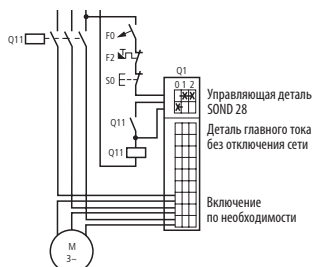 F0
Q11
F2
S0
Q1
0 1 2
Управляющая деталь
SOND 28
Q11
Деталь главного тока
без отключения сети
Q11
Включение
по необходимости
M
3~